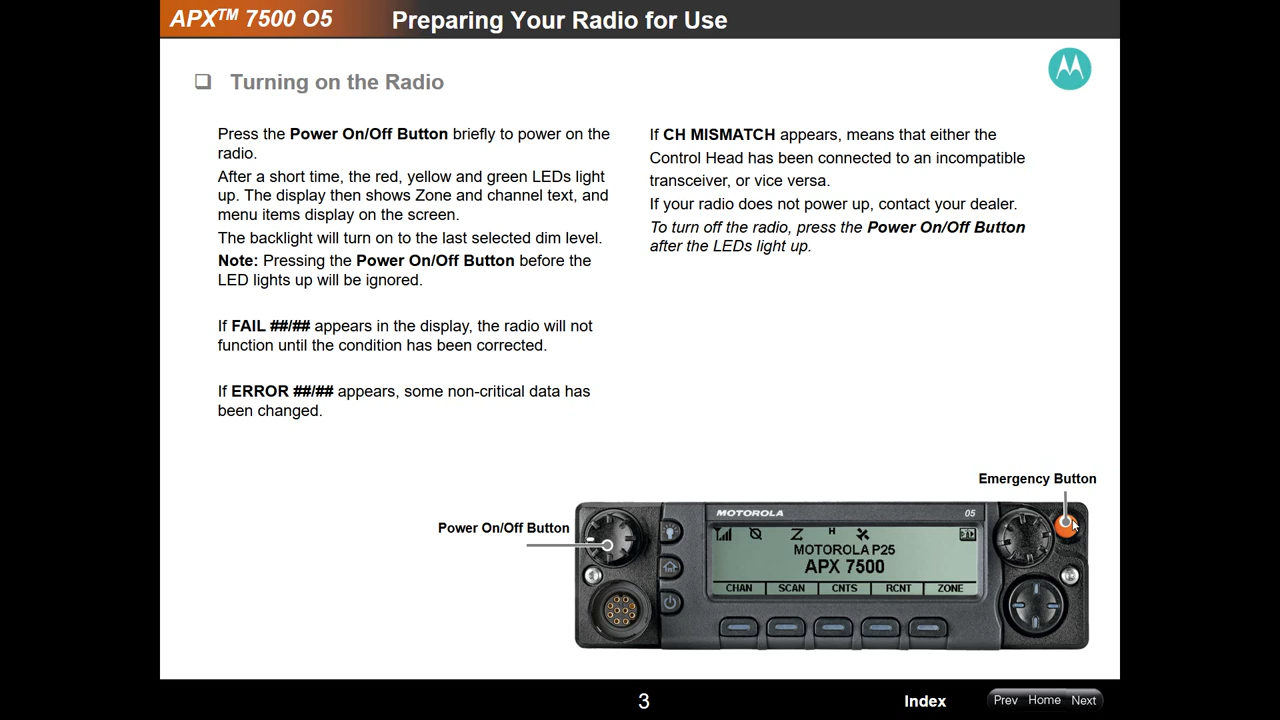 APX™ 7500 O5
Preparing Your Radio for Use
Turning on the Radio
Press the Power On/Off Button briefly to power on the
radio.
After a short time, the red, yellow and green LEDs light
up. The display then shows Zone and channel text, and
menu items display on the screen.
The backlight will turn on to the last selected dim level.
Note: Pressing the Power On/Off Button before the
LED lights up will be ignored.
If FAIL ##/## appears in the display, the radio will not
function until the condition has been corrected.
If ERROR ##/## appears, some non-critical data has
been changed.
If CH MISMATCH appears, means that either the
Control Head has been connected to an incompatible
transceiver, or vice versa.
If your radio does not power up, contact your dealer.
To turn off the radio, press the Power On/Off Button
after the LEDs light up.
Emergency Button
Power On/Off Button
MOTOROLA
05
H
MOTOROLA P25
APX 7500
CHAN SCAN CNTS RCNT ZONE
3
Index
Prev Home Next